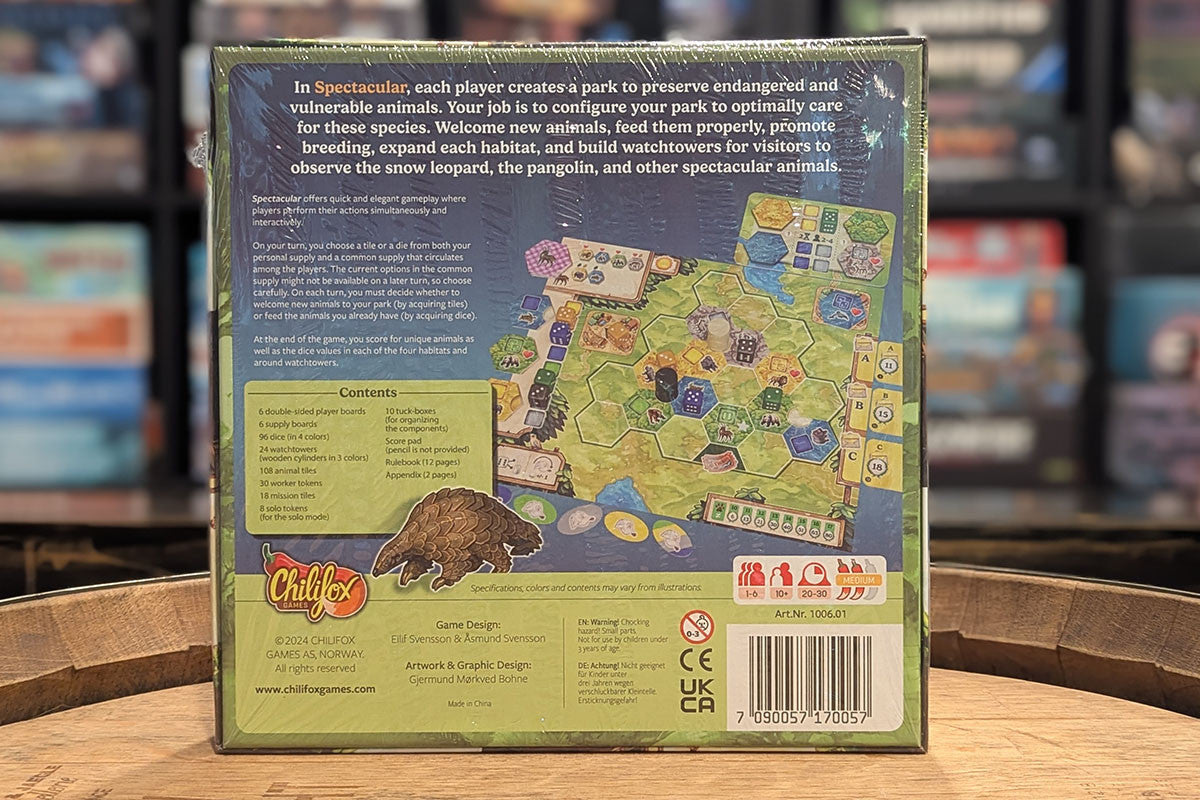 In Spectacular, each player creates a park to preserve endangered and
vulnerable animals. Your job is to configure your park to optimally care
for these species. Welcome new animals, feed them properly, promote
breeding, expand each habitat, and build watchtowers for visitors to
observe the snow leopard, the pangolin, and other spectacular animals.
Spectacular offers quick and elegant gameplay where
players perform their actions simultaneously and
interactively.
On your turn, you choose a tile or a die from both your
personal supply and a common supply that circulates
among the players. The current options in the common
supply might not be available on a later turn, so choose
carefully. On each turn, you must decide whether to
welcome new animals to your park (by acquiring tiles)
or feed the animals you already have (by acquiring dice).
At the end of the game, you score for unique animals as
well as the dice values in each of the four habitats and
around watchtowers.
Contents
6 double-sided player boards
6 supply boards
96 dice (in 4 colors)
24 watchtowers
(wooden cylinders in 3 colors)
108 animal tiles
30 worker tokens
18 mission tiles
8 solo tokens
(for the solo mode)
10 tuck-boxes
(for organizing
the components)
Score pad
(pencil is not provided)
Rulebook (12 pages)
Appendix (2 pages)
A
A
11
B
B
15
C
C
18
Chilifox
GAMES
Specifications, colors and contents may vary from illustrations.
1-6
10+
20-30
MEDIUM
Art.Nr. 1006.01
©2024 CHILIFOX
GAMES AS, NORWAY.
All rights reserved
www.chilifoxgames.com
Game Design:
Eilif Svensson & Åsmund Svensson
Artwork & Graphic Design:
Gjermund Mørkved Bohne
Made in China
EN: Warning! Chocking
hazard! Small parts.
Not for use by children under
3 years of age.
DE: Achtung! Nicht geeignet
für Kinder unter
drei Jahren wegen
verschluckbarer Kleinteile.
Erstickungsgefahr!
0-3
CE
UK
CA
7 090057 170057